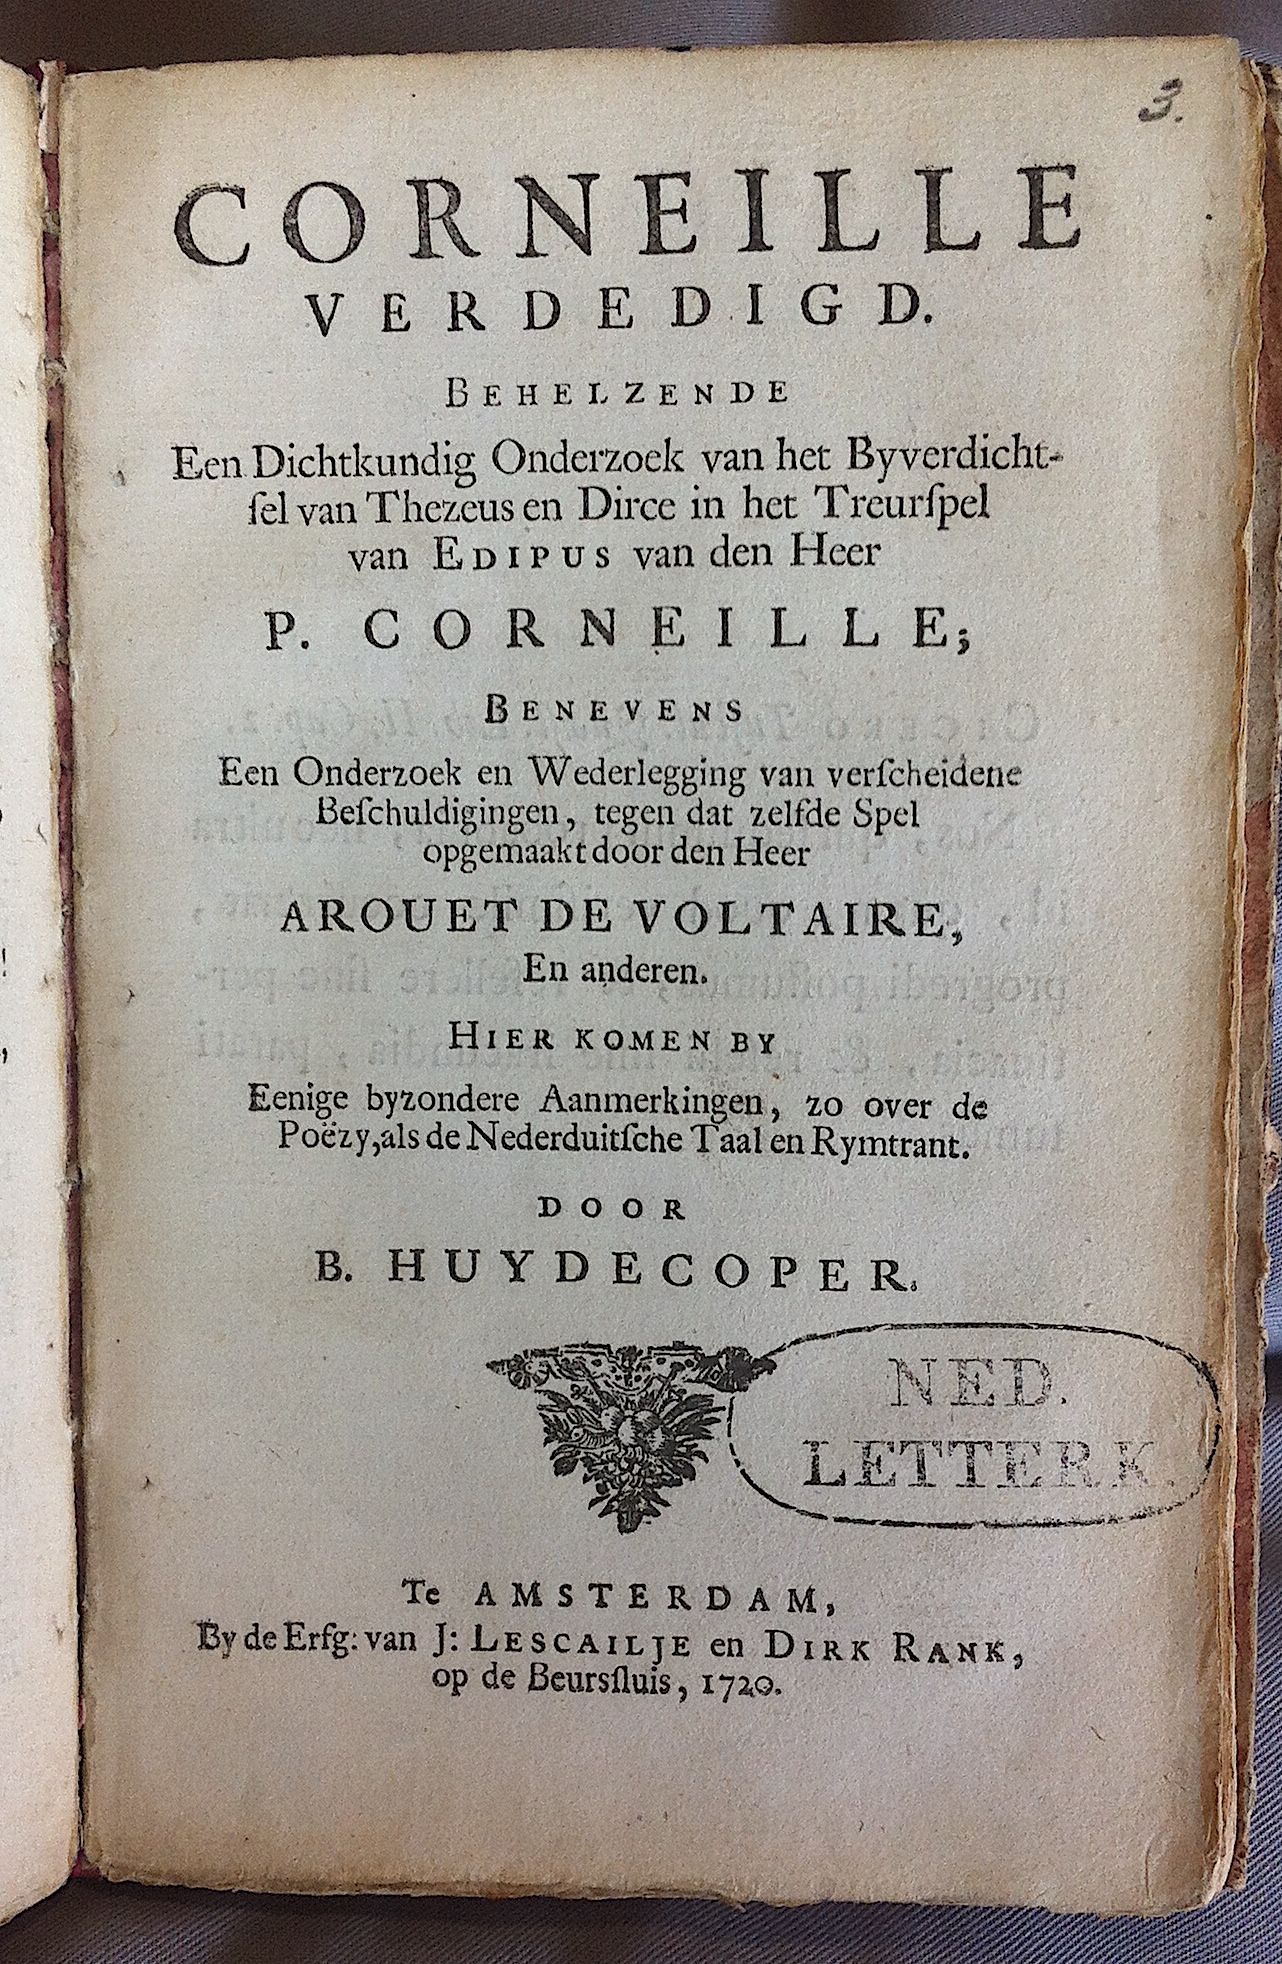 3.
CORNEILLE
VERDEDIGD.
BEHELZENDE
Een Dichtkundig Onderzoek van het Byverdicht-
ſel van Thezeus en Dirce in het Treurſpel
van EDIPUS van den Heer
P. CORNEILLE;
BENEVENS
Een Onderzoek en Wederlegging van verſcheidene
Beſchuldigingen, tegen dat zelfde Spel
opgemaakt door den Heer
AROUET DE VOLTAIRE,
En anderen.
HIER KOMEN BY
Eenige byzondere Aanmerkingen, zo over de
Poëzy, als de Nederduitſche Taal en Rymtrant.
DOOR
B. HUYDECOPER.
NED.
LETTERK.
Te AMSTERDAM,
By de Erfg: van J: LESCAILJE en DIRK RANK,
op de Beursſluis, 1720.